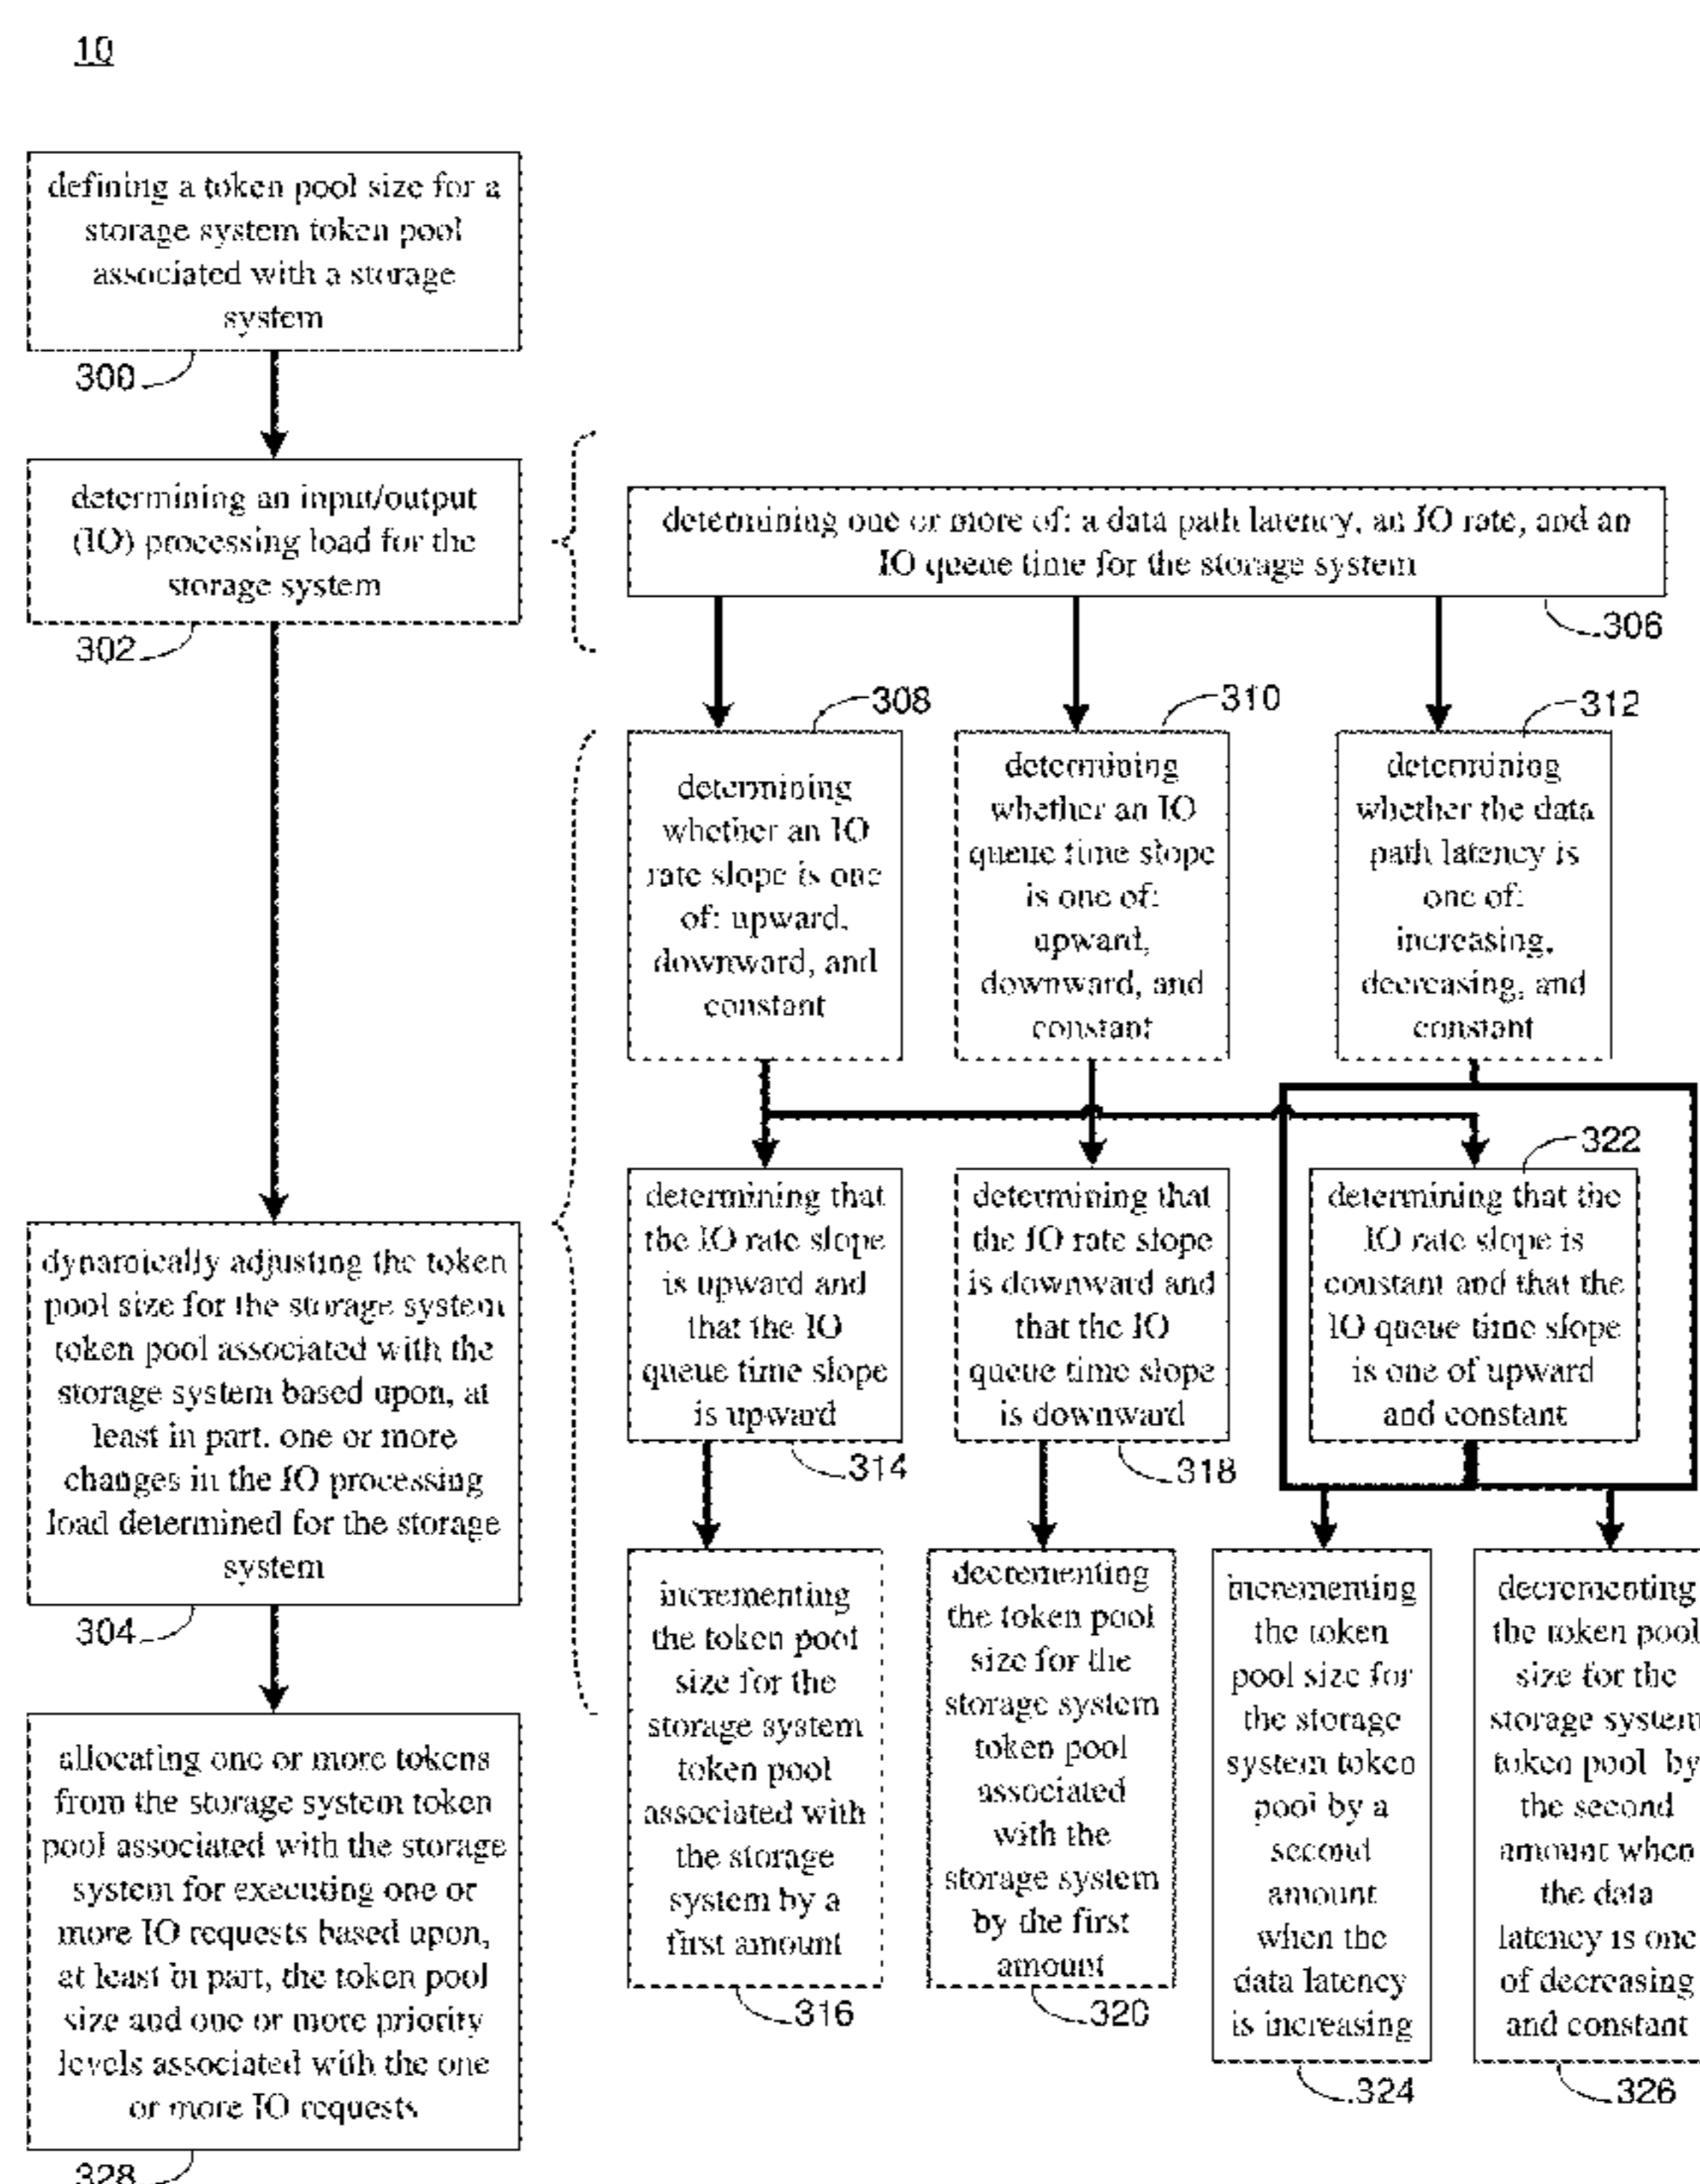 10
defining a token pool size for a
storage system token pool
associated with a storage
system
300
determining an input/output
(IO) processing load for the
storage system
302
determining one or more of: a data path latency, an IO rate, and an
IO queue time for the storage system
306
308
determining
whether an IO
rate slope is one
of: upward,
downward, and
constant
310
determining
whether an IO
queue time slope
is one of:
upward,
downward, and
constant
312
determining
whether the data
path latency is
one of:
increasing,
decreasing, and
constant
dynamically adjusting the token
pool size for the storage system
token pool associated with the
storage system based upon, at
least in part, one or more
changes in the IO processing
load determined for the storage
system
304
determining that
the IO rate slope
is upward and
that the IO
queue time slope
is upward
314
determining that
the IO rate slope
is downward and
that the IO
queue time slope
is downward
318
322
determining that the
IO rate slope is
constant and that the
IO queue time slope
is one of upward
and constant
incrementing
the token pool
size for the
storage system
token pool
associated with
the storage
system by a
first amount
316
decrementing
the token pool
size for the
storage system
token pool
associated
with the
storage system
by the first
amount
320
incrementing
the token
pool size for
the storage
system token
pool by a
second
amount
when the
data latency
is increasing
324
decrementing
the token pool
size for the
storage system
token pool by
the second
amount when
the data
latency is one
of decreasing
and constant
326
allocating one or more tokens
from the storage system token
pool associated with the storage
system for executing one or
more IO requests based upon,
at least in part, the token pool
size and one or more priority
levels associated with the one
or more IO requests
328